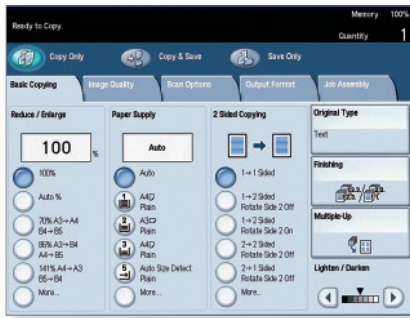 Ready to Copy.
Memory 100%
Quantity 1
Copy Only
Copy & Save
Save Only
Basic Copying
Image Quality
Scan Options
Output Format
Job Assembly
Reduce / Enlarge
100 %
100%
Auto %
70% A3→A4
B4→B5
86% A3→B4
A4→B5
141% A4→A3
B5→B4
More...
Paper Supply
Auto
Auto
1 A4
Plain
2 A3
Plain
3 A4
Plain
5 Auto Size Detect
Plain
More...
2 Sided Copying
1→1 Sided
1→2 Sided
Rotate Side 2 Off
1→2 Sided
Rotate Side 2 On
2→2 Sided
Rotate Side 2 Off
2→1 Sided
Rotate Side 2 Off
More...
Original Type
Text
Finishing
Multiple-Up
Lighten / Darken